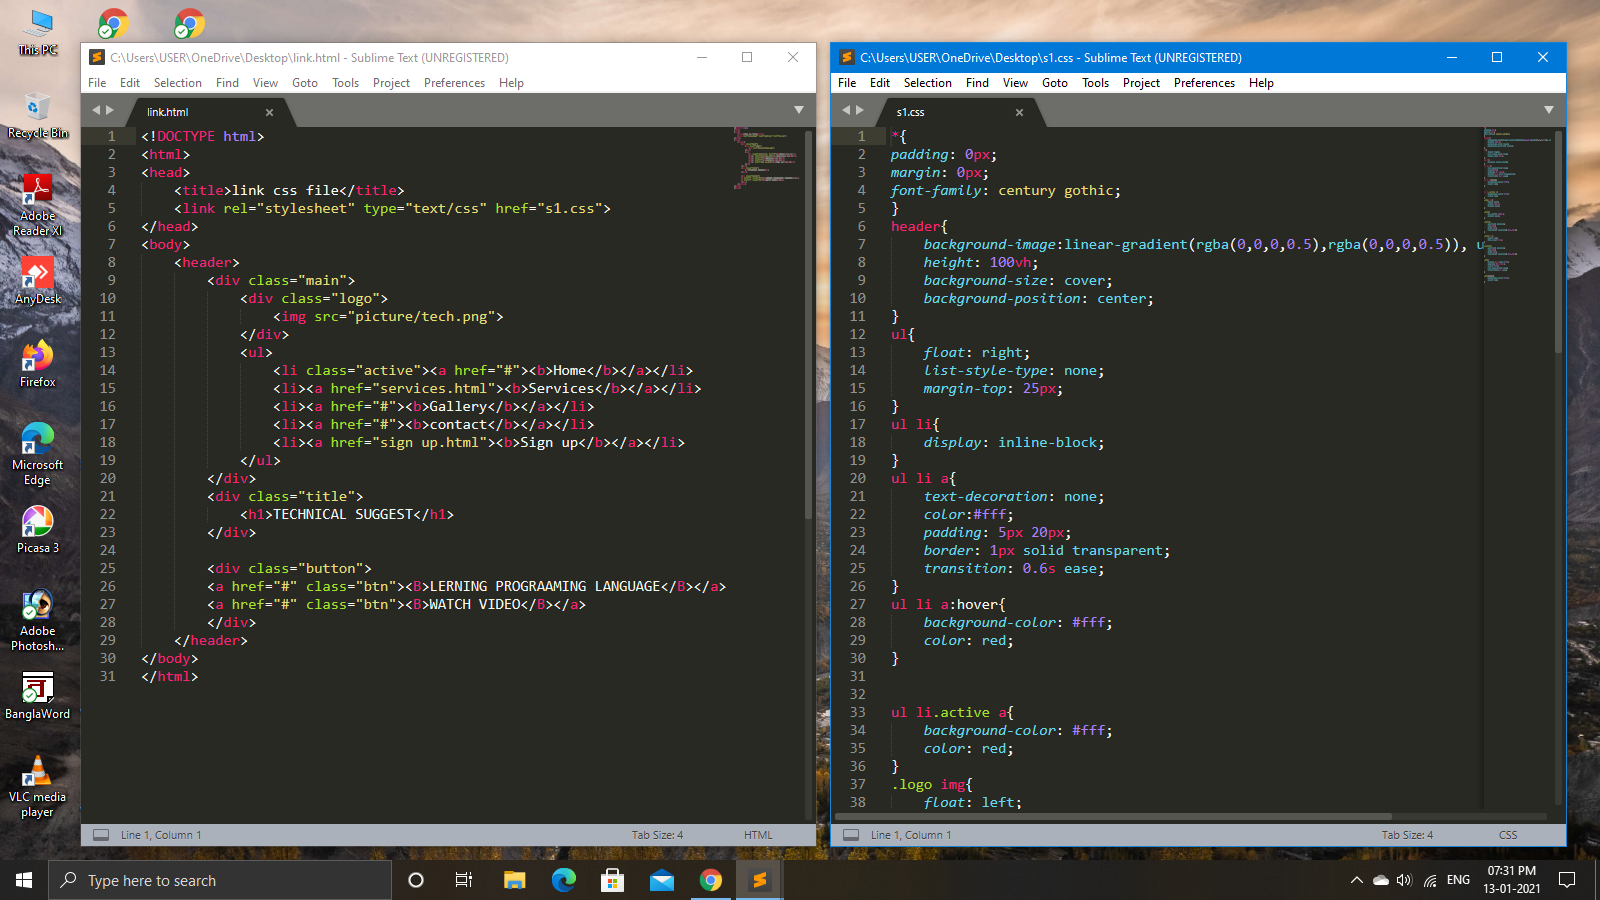 This PC
Recycle Bin
Adobe
Reader XI
AnyDesk
Firefox
Microsoft
Edge
Picasa 3
Adobe
Photosh...
BanglaWord
VLC media
player
C:\Users\USER\OneDrive\Desktop\link.html - Sublime Text (UNREGISTERED)
File Edit Selection Find View Goto Tools Project Preferences Help
link.html
1 <!DOCTYPE html>
2 <html>
3 <head>
4 <title>link css file</title>
5 <link rel="stylesheet" type="text/css" href="s1.css">
6 </head>
7 <body>
8 <header>
9 <div class="main">
10 <div class="logo">
11 <img src="picture/tech.png">
12 </div>
13 <ul>
14 <li class="active"><a href="#"><b>Home</b></a></li>
15 <li><a href="services.html"><b>Services</b></a></li>
16 <li><a href="#"><b>Gallery</b></a></li>
17 <li><a href="#"><b>contact</b></a></li>
18 <li><a href="sign up.html"><b>Sign up</b></a></li>
19 </ul>
20 </div>
21 <div class="title">
22 <h1>TECHNICAL SUGGEST</h1>
23 </div>
24
25 <div class="button">
26 <a href="#" class="btn"><B>LERNING PROGRAAMING LANGUAGE</B></a>
27 <a href="#" class="btn"><B>WATCH VIDEO</B></a>
28 </div>
29 </header>
30 </body>
31 </html>
Line 1, Column 1 Tab Size: 4 HTML
C:\Users\USER\OneDrive\Desktop\s1.css - Sublime Text (UNREGISTERED)
File Edit Selection Find View Goto Tools Project Preferences Help
s1.css
1 *{
2 padding: 0px;
3 margin: 0px;
4 font-family: century gothic;
5 }
6 header{
7 background-image:linear-gradient(rgba(0,0,0,0.5),rgba(0,0,0,0.5)), u
8 height: 100vh;
9 background-size: cover;
10 background-position: center;
11 }
12 ul{
13 float: right;
14 list-style-type: none;
15 margin-top: 25px;
16 }
17 ul li{
18 display: inline-block;
19 }
20 ul li a{
21 text-decoration: none;
22 color:#fff;
23 padding: 5px 20px;
24 border: 1px solid transparent;
25 transition: 0.6s ease;
26 }
27 ul li a:hover{
28 background-color: #fff;
29 color: red;
30 }
31
32
33 ul li.active a{
34 background-color: #fff;
35 color: red;
36 }
37 .logo img{
38 float: left;
Line 1, Column 1 Tab Size: 4 CSS
Type here to search
ENG
07:31 PM
13-01-2021